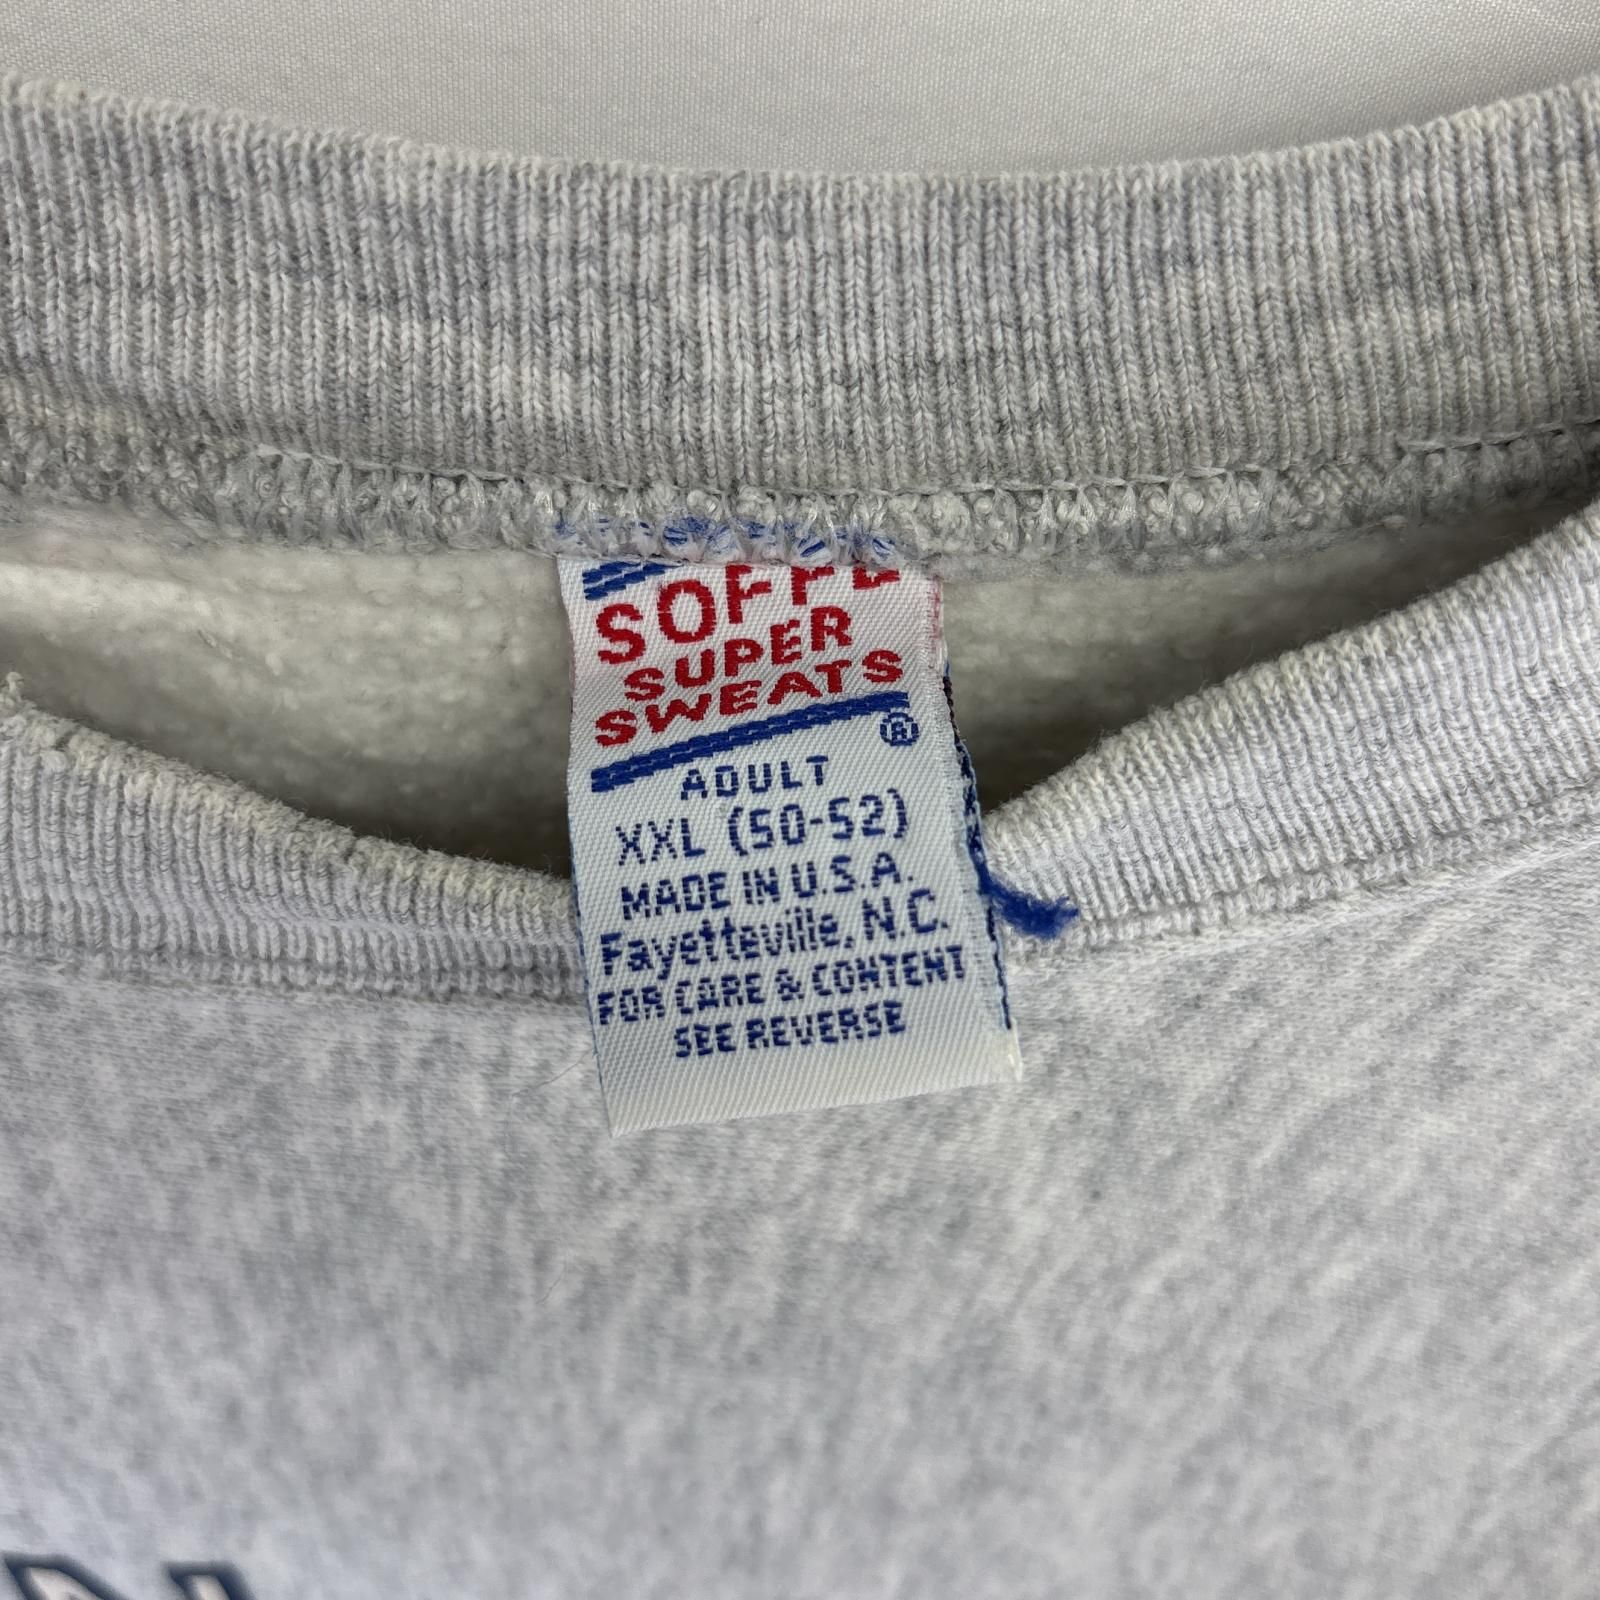 SOFFE
SUPER
SWEATS
®
ADULT
XXL (50-52)
MADE IN U.S.A.
Fayetteville, N.C.
FOR CARE & CONTENT
SEE REVERSE